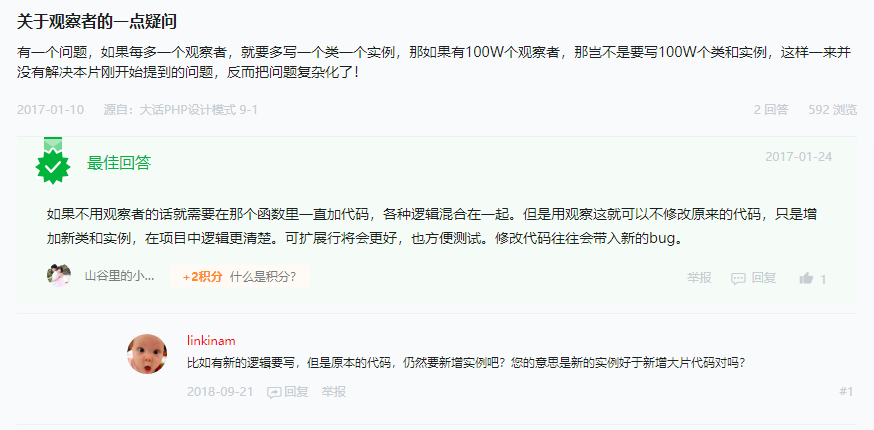 关于观察者的一点疑问
有一个问题，如果每多一个观察者，就要多写一个类一个实例，那如果有100W个观察者，那岂不是要写100W个类和实例，这样一来并
没有解决本片刚开始提到的问题，反而把问题复杂化了！
2017-01-10 源自：大话PHP设计模式 9-1 2 回答 592 浏览
最佳回答 2017-01-24
如果不用观察者的话就需要在那个函数里一直加代码，各种逻辑混合在一起。但是用观察这就可以不修改原来的代码，只是增
加新类和实例，在项目中逻辑更清楚。可扩展行将会更好，也方便测试。修改代码往往会带入新的bug。
山谷里的小... +2积分 什么是积分? 举报 回复 1
linkinam
比如有新的逻辑要写，但是原本的代码，仍然要新增实例吧？您的意思是新的实例好于新增大片代码对吗？
2018-09-21 回复 举报 #1